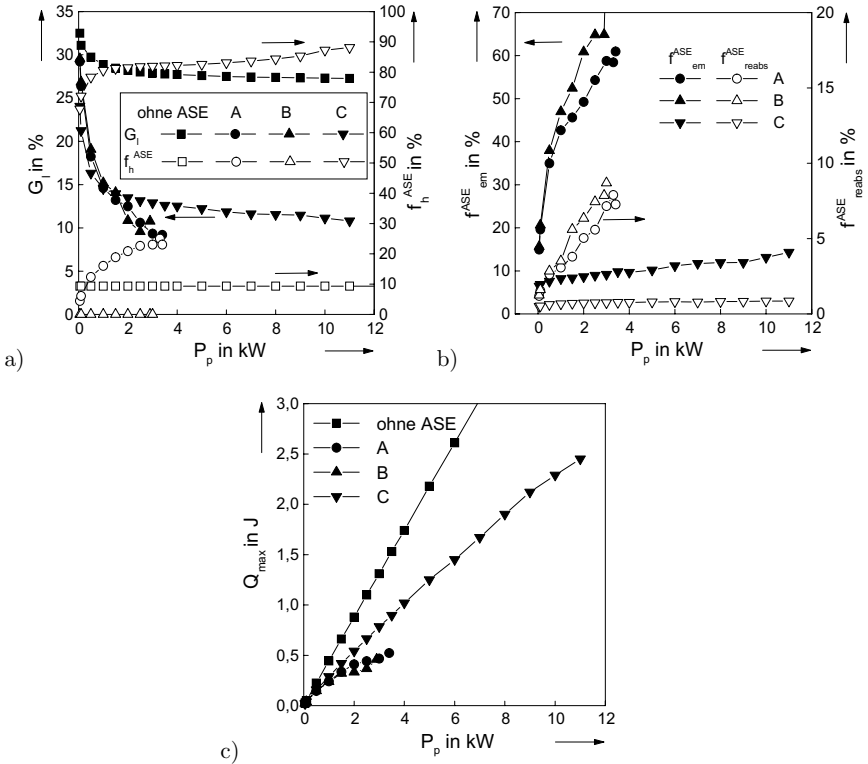 35
30
25
20
15
10
5
0
G_l in %
100
90
80
70
60
50
40
30
20
10
0
f_h^ASE in %
ohne ASE A B C
G_l
f_h^ASE
0 2 4 6 8 10 12
P_p in kW
a)
70
60
50
40
30
20
10
0
f_em^ASE in %
20
15
10
5
0
f_reabs^ASE in %
f_em^ASE f_reabs^ASE
A
B
C
0 2 4 6 8 10 12
P_p in kW
b)
3,0
2,5
2,0
1,5
1,0
0,5
0,0
Q_max in J
ohne ASE
A
B
C
0 2 4 6 8 10 12
P_p in kW
c)